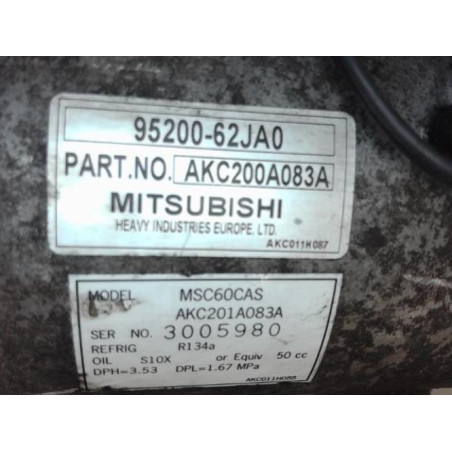 95200-62JA0
PART.NO. AKC200A083A
MITSUBISHI
HEAVY INDUSTRIES EUROPE, LTD.
AKC011H087
MODEL MSC60CAS
AKC201A083A
SER NO. 3005980
REFRIG R134a
OIL S10X or Equiv 50 cc
DPH=3.53 DPL=1.67 MPa
AKC011H088